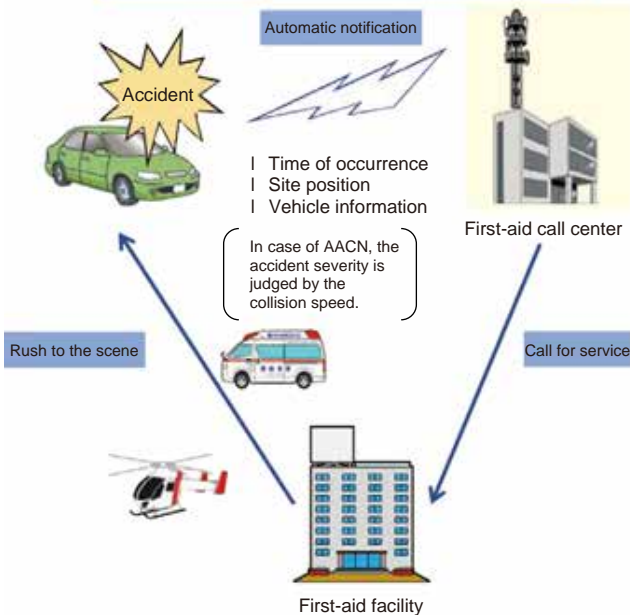 Automatic notification
Accident
I Time of occurrence
I Site position
I Vehicle information
First-aid call center
In case of AACN, the
accident severity is
judged by the
collision speed.
Rush to the scene
Call for service
First-aid facility